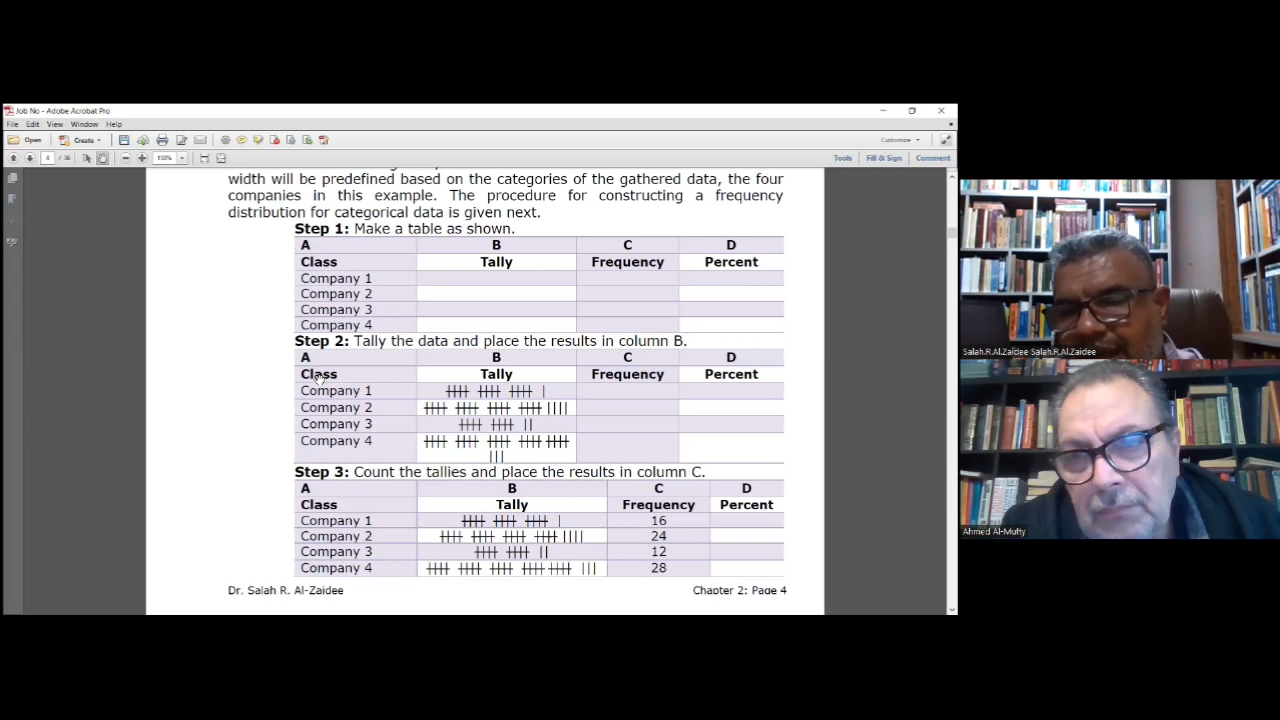 Job No - Adobe Acrobat Pro
File Edit View Window Help
Open Create Customize
4 / 36 150% Tools Fill & Sign Comment
width will be predefined based on the categories of the gathered data, the four
companies in this example. The procedure for constructing a frequency
distribution for categorical data is given next.
Step 1: Make a table as shown.
A B C D
Class Tally Frequency Percent
Company 1
Company 2
Company 3
Company 4
Step 2: Tally the data and place the results in column B.
A B C D
Class Tally Frequency Percent
Company 1
Company 2
Company 3
Company 4
Step 3: Count the tallies and place the results in column C.
A B C D
Class Tally Frequency Percent
Company 1 16
Company 2 24
Company 3 12
Company 4 28
Dr. Salah R. Al-Zaidee Chapter 2: Page 4
Salah.R.Al.Zaidee Salah.R.Al.Zaidee
Ahmed Al-Mufty